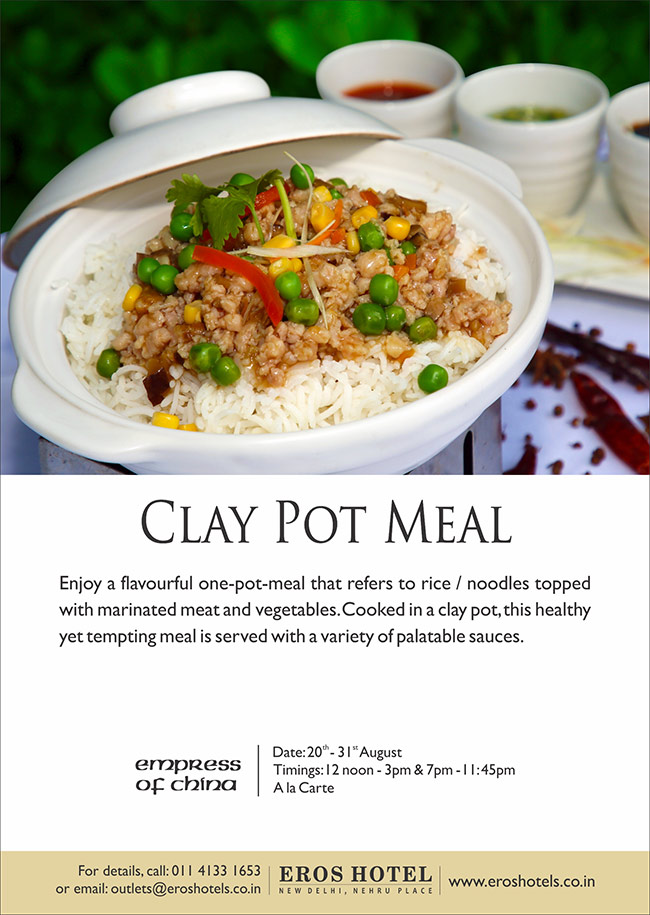 CLAY POT MEAL
Enjoy a flavourful one-pot-meal that refers to rice / noodles topped
with marinated meat and vegetables. Cooked in a clay pot, this healthy
yet tempting meal is served with a variety of palatable sauces.
empress
of china
Date: 20th - 31st August
Timings: 12 noon - 3pm & 7pm - 11:45pm
A la Carte
For details, call: 011 4133 1653
or email: outlets@eroshotels.co.in
EROS HOTEL
NEW DELHI, NEHRU PLACE
www.eroshotels.co.in